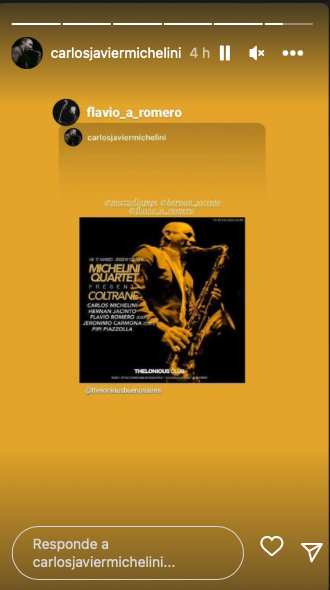 carlosjaviermichelini 4 h
flavio_a_romero
carlosjaviermichelini
@piazzollapipi @hernan_jacinto
@flavio_a_romero
MICHELINI
QUARTET
PRESENTA
COLTRANE
CARLOS MICHELINI
HERNAN JACINTO
FLAVIO ROMERO
JERONIMO CARMONA
PIPI PIAZZOLLA
THELONIOUS CLUB
@theloniousbuenosaires
Responde a
carlosjaviermichelini...